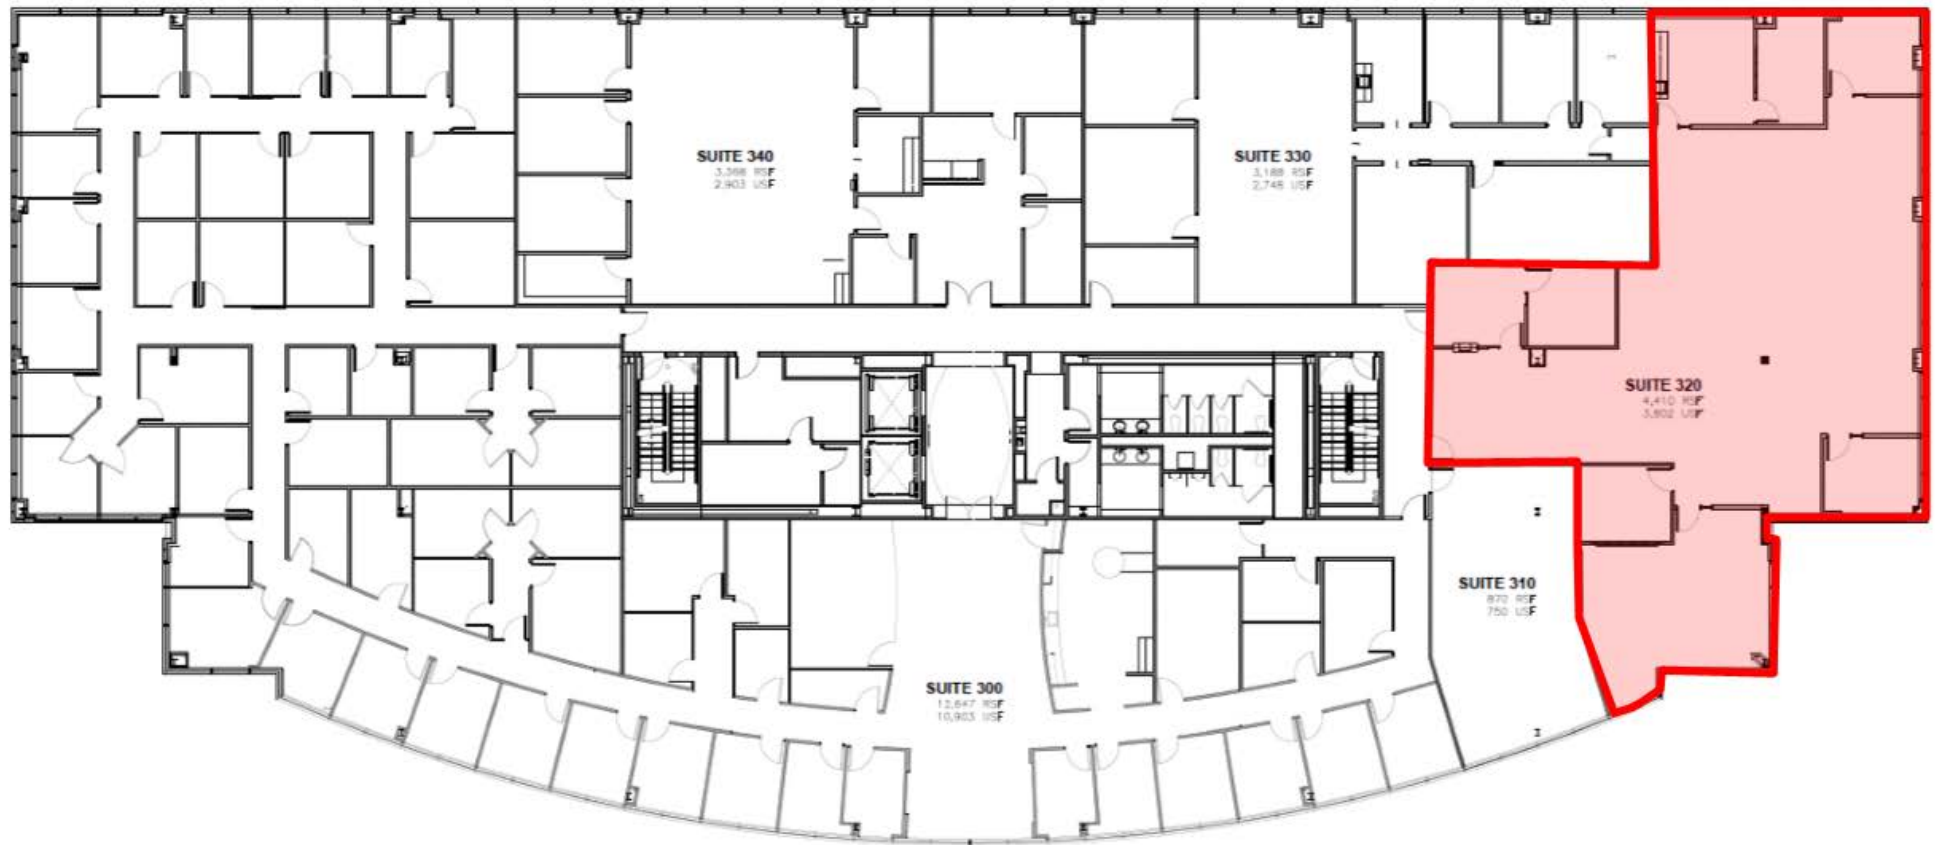 SUITE 340
3,368 RSF
2,903 USF
SUITE 330
3,188 RSF
2,748 USF
SUITE 320
4,410 RSF
3,802 USF
SUITE 310
870 RSF
750 USF
SUITE 300
12,647 RSF
10,903 USF